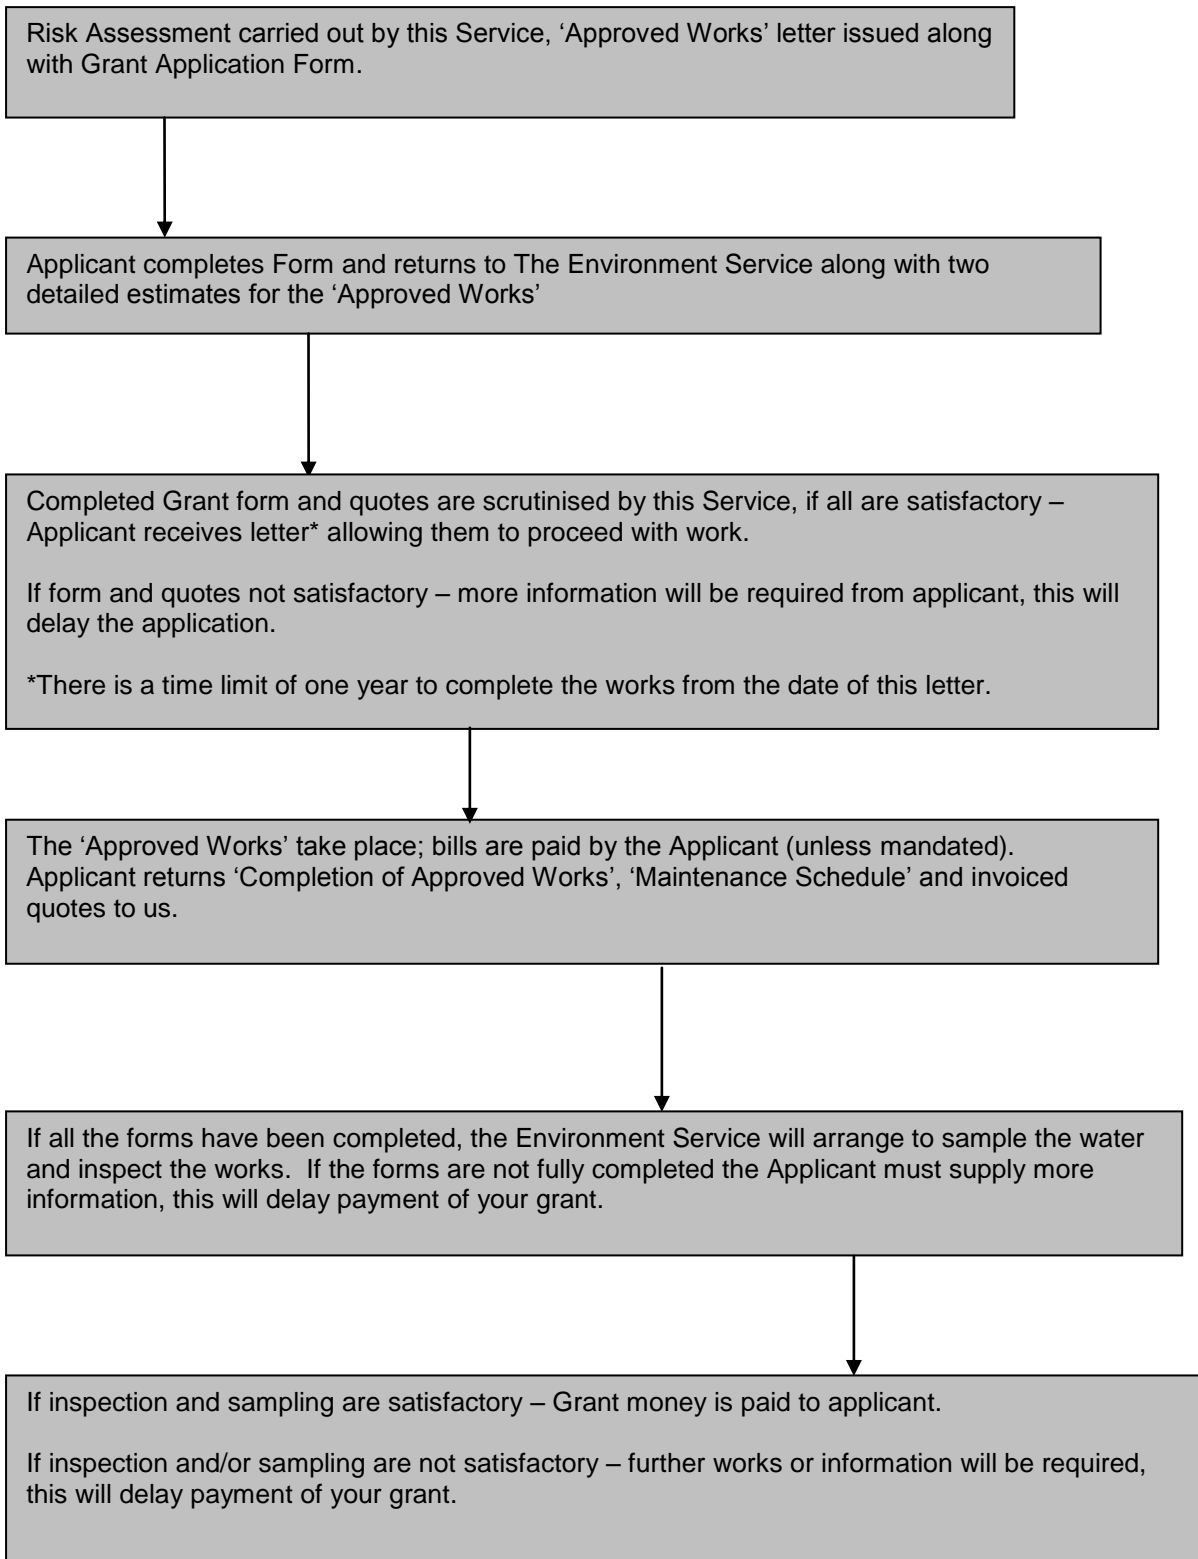 Risk Assessment carried out by this Service, ‘Approved Works’ letter issued along
with Grant Application Form.
Applicant completes Form and returns to The Environment Service along with two
detailed estimates for the ‘Approved Works’
Completed Grant form and quotes are scrutinised by this Service, if all are satisfactory –
Applicant receives letter* allowing them to proceed with work.
If form and quotes not satisfactory – more information will be required from applicant, this will
delay the application.
*There is a time limit of one year to complete the works from the date of this letter.
The ‘Approved Works’ take place; bills are paid by the Applicant (unless mandated).
Applicant returns ‘Completion of Approved Works’, ‘Maintenance Schedule’ and invoiced
quotes to us.
If all the forms have been completed, the Environment Service will arrange to sample the water
and inspect the works.  If the forms are not fully completed the Applicant must supply more
information, this will delay payment of your grant.
If inspection and sampling are satisfactory – Grant money is paid to applicant.
If inspection and/or sampling are not satisfactory – further works or information will be required,
this will delay payment of your grant.